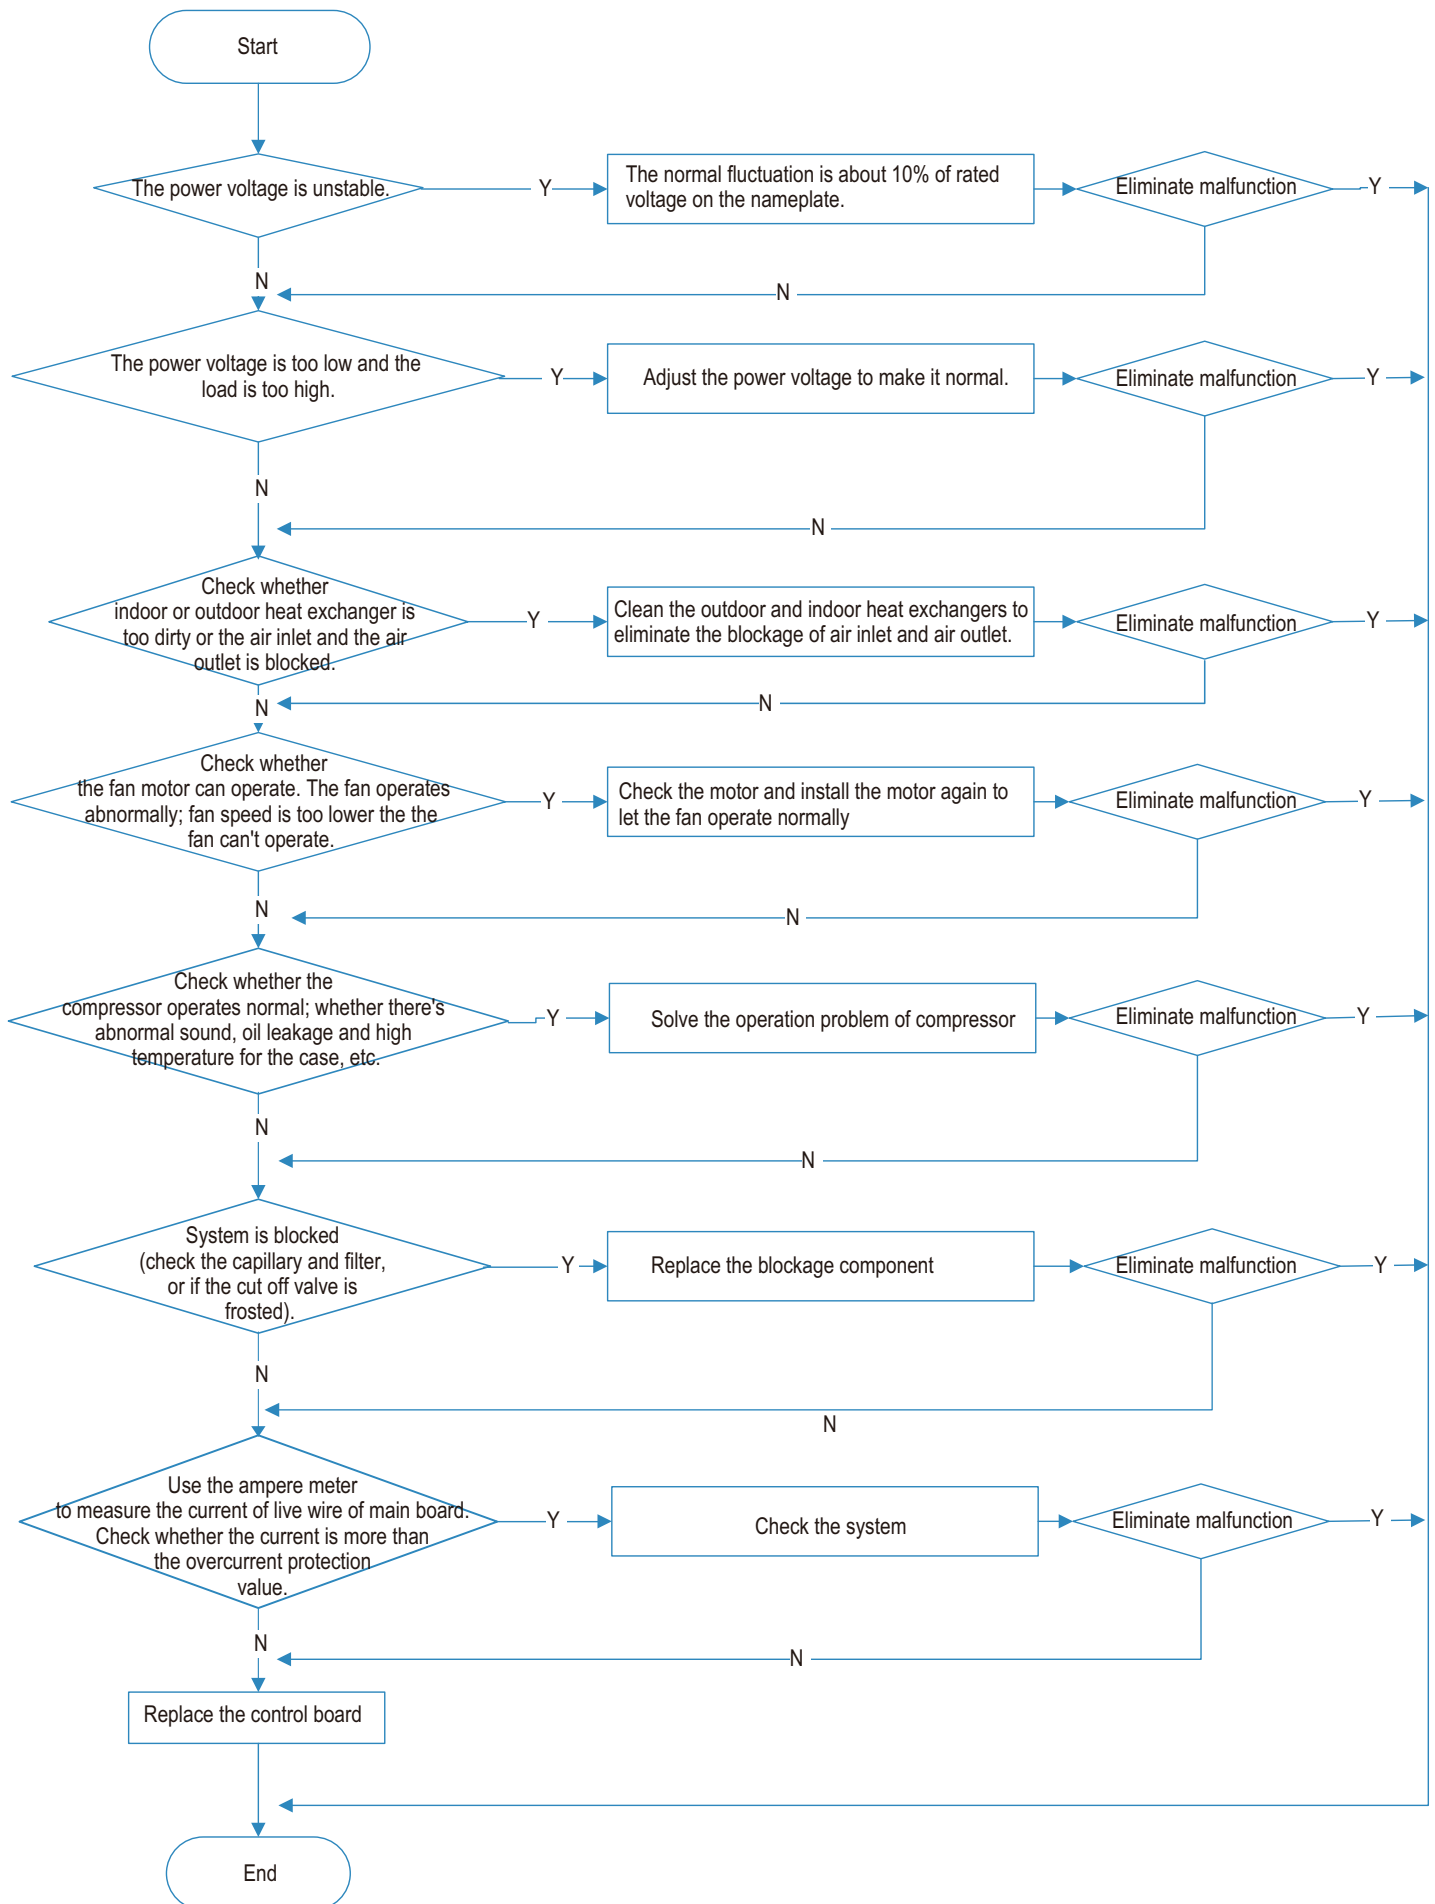 Start
The power voltage is unstable.
Y
The normal fluctuation is about 10% of rated
voltage on the nameplate.
Eliminate malfunction
Y
N
N
The power voltage is too low and the
load is too high.
Y
Adjust the power voltage to make it normal.
Eliminate malfunction
Y
N
N
Check whether
indoor or outdoor heat exchanger is
too dirty or the air inlet and the air
outlet is blocked.
Y
Clean the outdoor and indoor heat exchangers to
eliminate the blockage of air inlet and air outlet.
Eliminate malfunction
Y
N
N
Check whether
the fan motor can operate. The fan operates
abnormally; fan speed is too lower the the
fan can't operate.
Y
Check the motor and install the motor again to
let the fan operate normally
Eliminate malfunction
Y
N
N
Check whether the
compressor operates normal; whether there's
abnormal sound, oil leakage and high
temperature for the case, etc.
Y
Solve the operation problem of compressor
Eliminate malfunction
Y
N
N
System is blocked
(check the capillary and filter,
or if the cut off valve is
frosted).
Y
Replace the blockage component
Eliminate malfunction
Y
N
N
Use the ampere meter
to measure the current of live wire of main board.
Check whether the current is more than
the overcurrent protection
value.
Y
Check the system
Eliminate malfunction
Y
N
N
Replace the control board
End